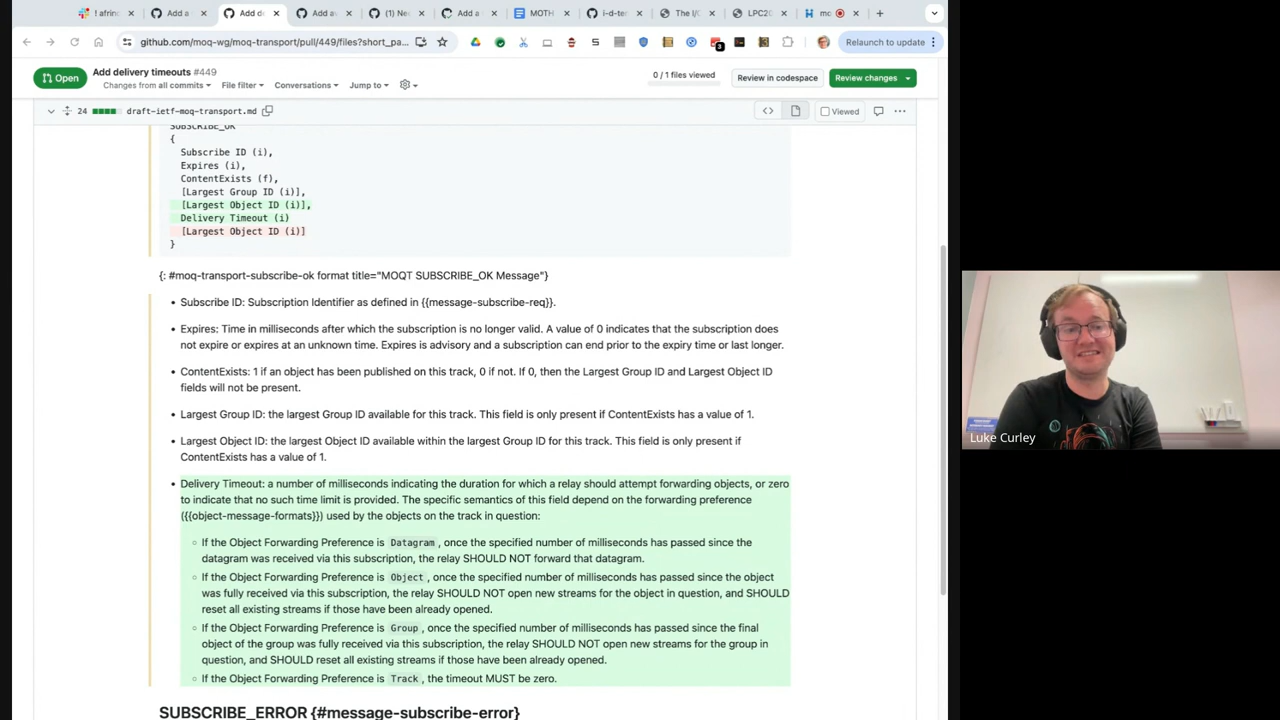 ! afrinc
Add a
Add de
Add av
(1) Nee
Add a v
MOTH
i-d-ter
The I/O
LPC20
mo
github.com/moq-wg/moq-transport/pull/449/files?short_pa...
3
Relaunch to update
Open
Add delivery timeouts #449
Changes from all commits
File filter
Conversations
Jump to
0 / 1 files viewed
Review in codespace
Review changes
24
draft-ietf-moq-transport.md
Viewed
SUBSCRIBE_OK
{
Subscribe ID (i),
Expires (i),
ContentExists (f),
[Largest Group ID (i)],
[Largest Object ID (i)],
Delivery Timeout (i)
[Largest Object ID (i)]
}
{: #moq-transport-subscribe-ok format title="MOQT SUBSCRIBE_OK Message"}
• Subscribe ID: Subscription Identifier as defined in {{message-subscribe-req}}.
• Expires: Time in milliseconds after which the subscription is no longer valid. A value of 0 indicates that the subscription does
not expire or expires at an unknown time. Expires is advisory and a subscription can end prior to the expiry time or last longer.
• ContentExists: 1 if an object has been published on this track, 0 if not. If 0, then the Largest Group ID and Largest Object ID
fields will not be present.
• Largest Group ID: the largest Group ID available for this track. This field is only present if ContentExists has a value of 1.
• Largest Object ID: the largest Object ID available within the largest Group ID for this track. This field is only present if
ContentExists has a value of 1.
• Delivery Timeout: a number of milliseconds indicating the duration for which a relay should attempt forwarding objects, or zero
to indicate that no such time limit is provided. The specific semantics of this field depend on the forwarding preference
({{object-message-formats}}) used by the objects on the track in question:
◦ If the Object Forwarding Preference is Datagram, once the specified number of milliseconds has passed since the
datagram was received via this subscription, the relay SHOULD NOT forward that datagram.
◦ If the Object Forwarding Preference is Object, once the specified number of milliseconds has passed since the object
was fully received via this subscription, the relay SHOULD NOT open new streams for the object in question, and SHOULD
reset all existing streams if those have been already opened.
◦ If the Object Forwarding Preference is Group, once the specified number of milliseconds has passed since the final
object of the group was fully received via this subscription, the relay SHOULD NOT open new streams for the group in
question, and SHOULD reset all existing streams if those have been already opened.
◦ If the Object Forwarding Preference is Track, the timeout MUST be zero.
SUBSCRIBE_ERROR {#message-subscribe-error}
Luke Curley